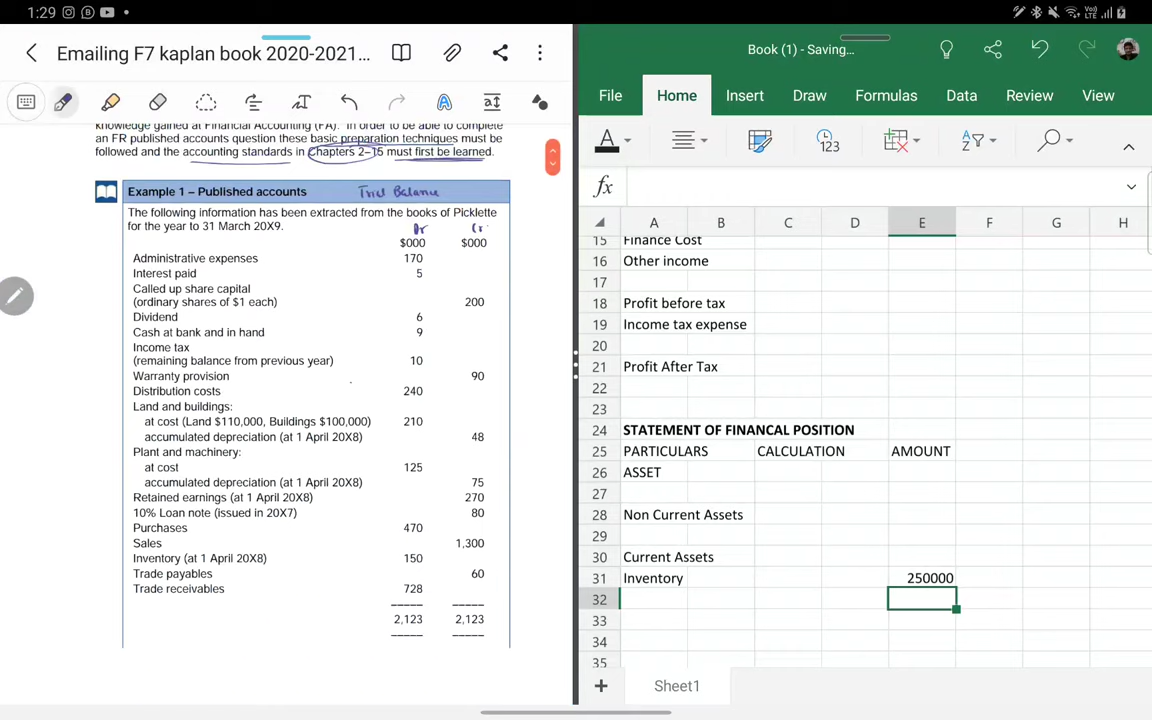 1:29
Emailing F7 kaplan book 2020-2021...
knowledge gained at Financial Accounting (FA). In order to be able to complete
an FR published accounts question these basic preparation techniques must be
followed and the accounting standards in Chapters 2–15 must first be learned.
Example 1 – Published accounts Trial Balance
The following information has been extracted from the books of Picklette
for the year to 31 March 20X9.
Dr Cr
$000 $000
Administrative expenses 170
Interest paid 5
Called up share capital
(ordinary shares of $1 each) 200
Dividend 6
Cash at bank and in hand 9
Income tax
(remaining balance from previous year) 10
Warranty provision 90
Distribution costs 240
Land and buildings:
at cost (Land $110,000, Buildings $100,000) 210
accumulated depreciation (at 1 April 20X8) 48
Plant and machinery:
at cost 125
accumulated depreciation (at 1 April 20X8) 75
Retained earnings (at 1 April 20X8) 270
10% Loan note (issued in 20X7) 80
Purchases 470
Sales 1,300
Inventory (at 1 April 20X8) 150
Trade payables 60
Trade receivables 728
2,123 2,123
Book (1) - Saving...
File Home Insert Draw Formulas Data Review View
A 123
fx
A B C D E F G H
15 Finance Cost
16 Other income
17
18 Profit before tax
19 Income tax expense
20
21 Profit After Tax
22
23
24 STATEMENT OF FINANCAL POSITION
25 PARTICULARS CALCULATION AMOUNT
26 ASSET
27
28 Non Current Assets
29
30 Current Assets
31 Inventory 250000
32
33
34
35
+ Sheet1